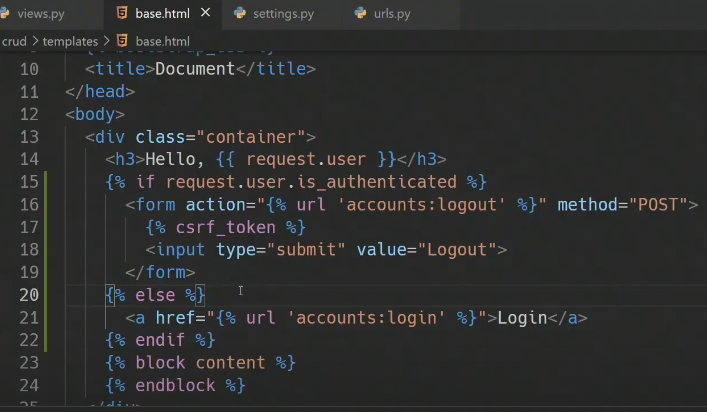 views.py base.html × settings.py urls.py
crud > templates > base.html
10 <title>Document</title>
11 </head>
12 <body>
13 <div class="container">
14 <h3>Hello, {{ request.user }}</h3>
15 {% if request.user.is_authenticated %}
16 <form action="{% url 'accounts:logout' %}" method="POST">
17 {% csrf_token %}
18 <input type="submit" value="Logout">
19 </form>
20 {% else %}
21 <a href="{% url 'accounts:login' %}">Login</a>
22 {% endif %}
23 {% block content %}
24 {% endblock %}
25 </div>